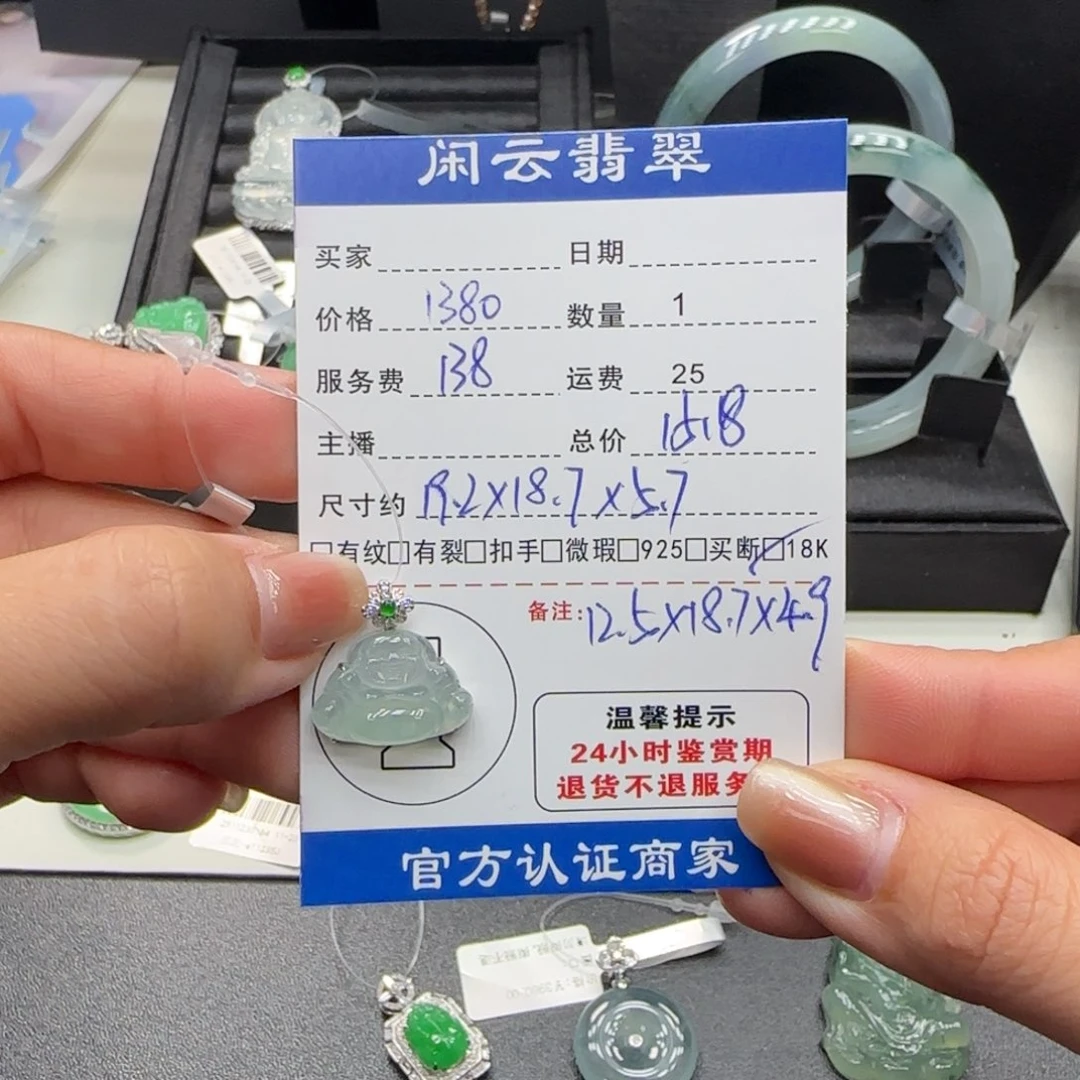 闲云翡翠
买家 日期
价格 1380 数量 1
服务费 138 运费 25
主播 总价 1518
尺寸约 19.2X18.7X5.7
□有纹□有裂□扣手□微瑕□925□买断☑18K
备注:12.5X18.7X4.9
温馨提示
24小时鉴赏期
退货不退服务
官方认证商家